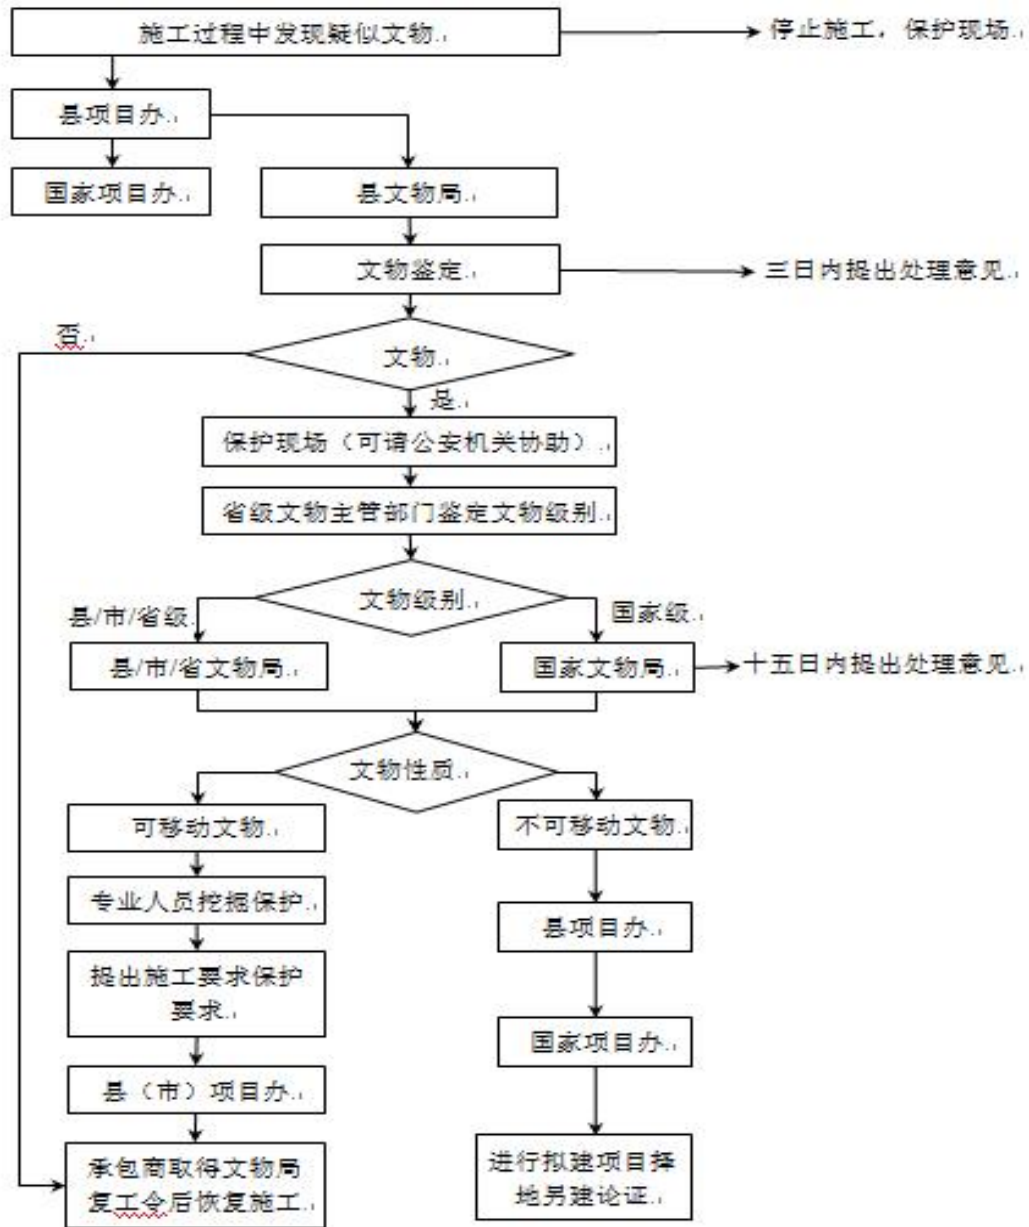 施工过程中发现疑似文物
停止施工，保护现场
县项目办
国家项目办
县文物局
文物鉴定
三日内提出处理意见
否
文物
是
保护现场（可请公安机关协助）
省级文物主管部门鉴定文物级别
文物级别
县/市/省级
国家级
县/市/省文物局
国家文物局
十五日内提出处理意见
文物性质
可移动文物
不可移动文物
专业人员挖掘保护
县项目办
提出施工要求保护
要求
国家项目办
县（市）项目办
承包商取得文物局
复工令后恢复施工
进行拟建项目择
地另建论证